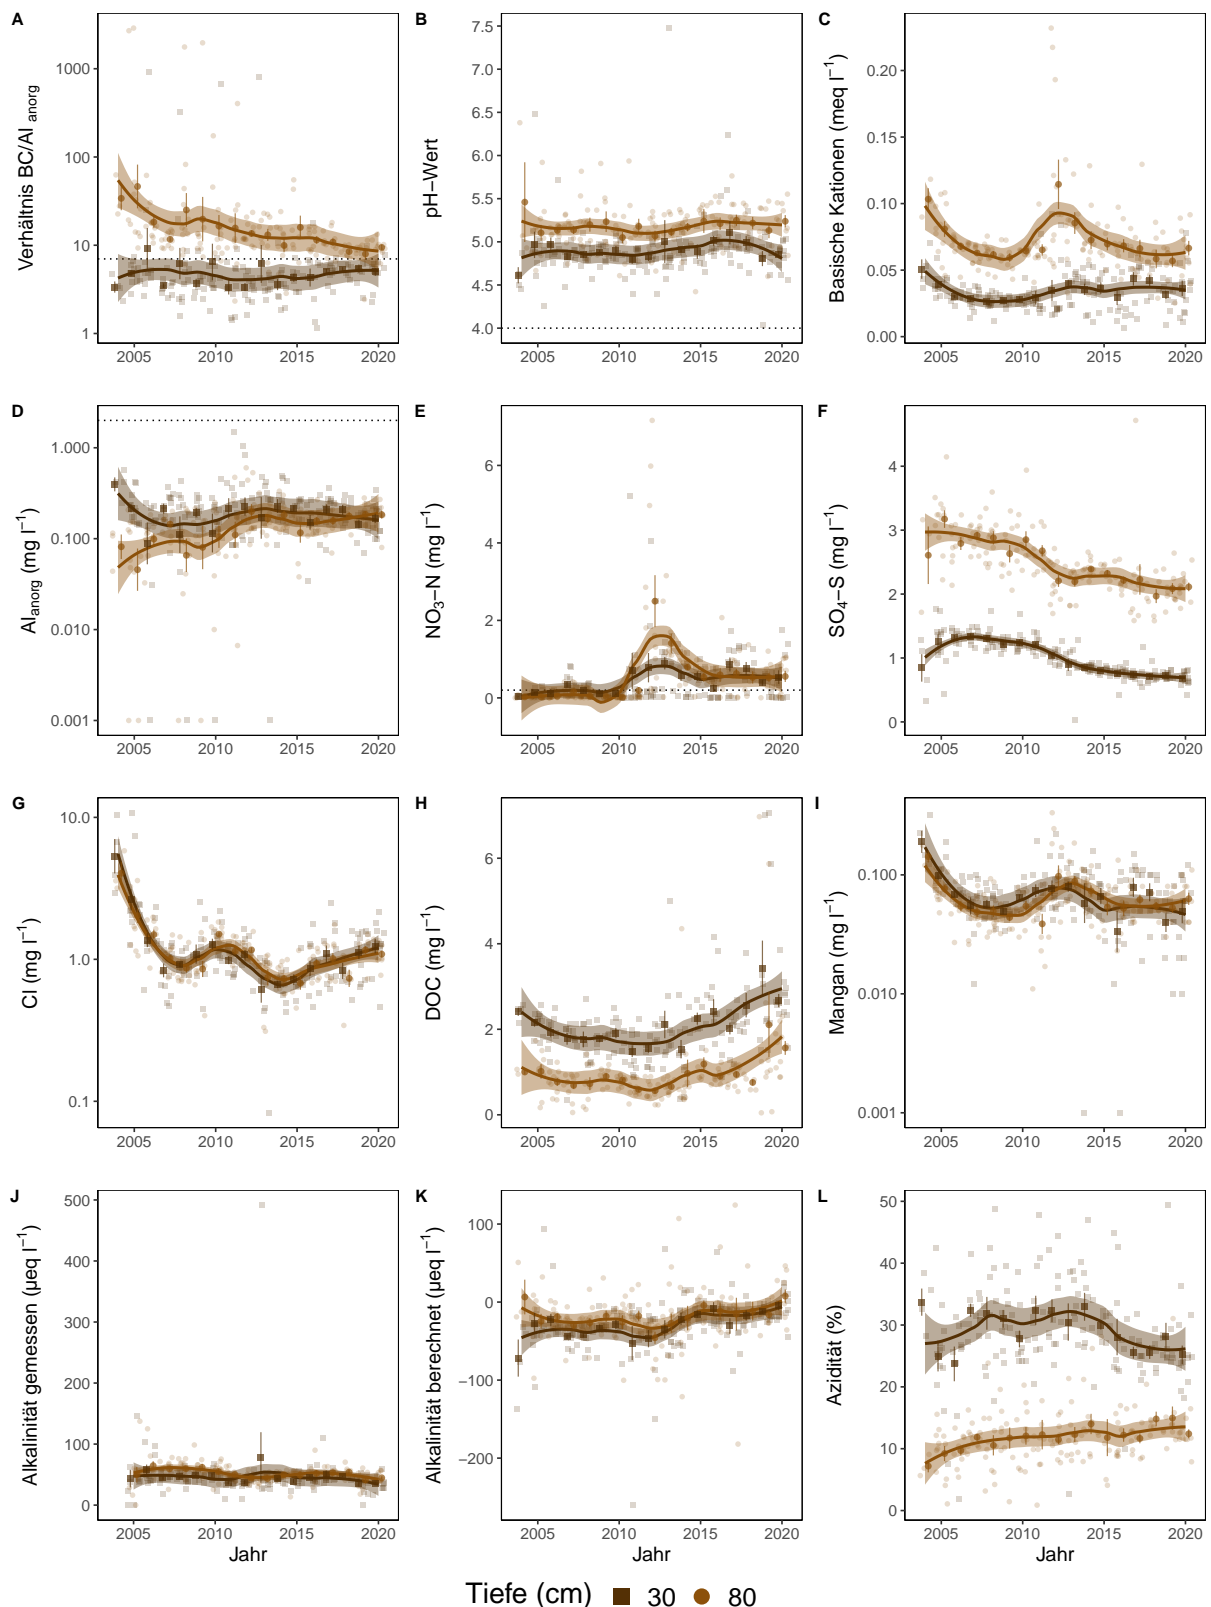 A
Verhältnis BC/Al anorg
1000
100
10
1
2005 2010 2015 2020
B
pH−Wert
7.5
7.0
6.5
6.0
5.5
5.0
4.5
4.0
2005 2010 2015 2020
C
Basische Kationen (meq l⁻¹)
0.20
0.15
0.10
0.05
0.00
2005 2010 2015 2020
D
Al_anorg (mg l⁻¹)
1.000
0.100
0.010
0.001
2005 2010 2015 2020
E
NO₃−N (mg l⁻¹)
6
4
2
0
2005 2010 2015 2020
F
SO₄−S (mg l⁻¹)
4
3
2
1
0
2005 2010 2015 2020
G
Cl (mg l⁻¹)
10.0
1.0
0.1
2005 2010 2015 2020
H
DOC (mg l⁻¹)
6
4
2
0
2005 2010 2015 2020
I
Mangan (mg l⁻¹)
0.100
0.010
0.001
2005 2010 2015 2020
J
Alkalinität gemessen (µeq l⁻¹)
500
400
300
200
100
0
2005 2010 2015 2020
Jahr
K
Alkalinität berechnet (µeq l⁻¹)
100
0
−100
−200
2005 2010 2015 2020
Jahr
L
Azidität (%)
50
40
30
20
10
0
2005 2010 2015 2020
Jahr
Tiefe (cm) 30 80